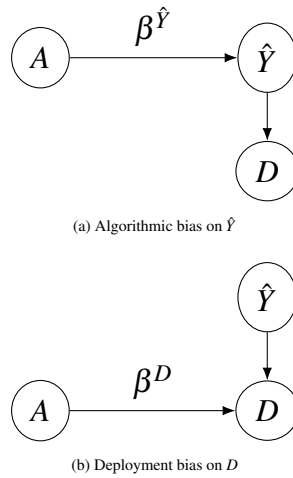 β^Ŷ
A
Ŷ
D
(a) Algorithmic bias on Ŷ
Ŷ
β^D
A
D
(b) Deployment bias on D